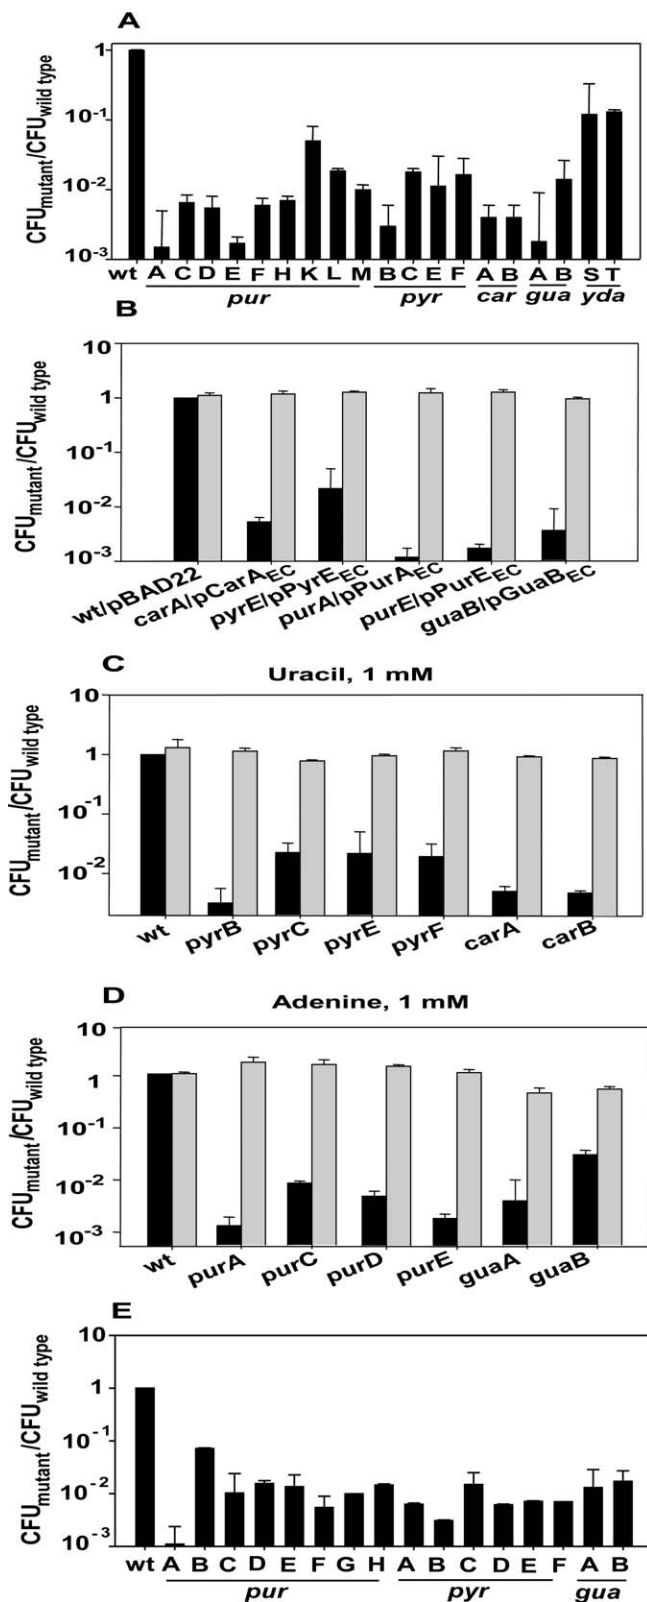 A
CFUmutant/CFUwild type
1
10-1
10-2
10-3
wt A C D E F H K L M B C E F A B A B S T
pur pyr car gua yda
B
CFUmutant/CFUwild type
10
1
10-1
10-2
10-3
wt/pBAD22 carA/pCarAEC pyrE/pPyrEEC purA/pPurAEC purE/pPurEEC guaB/pGuaBEC
C
Uracil, 1 mM
CFUmutant/CFUwild type
10
1
10-1
10-2
wt pyrB pyrC pyrE pyrF carA carB
D
Adenine, 1 mM
CFUmutant/CFUwild type
10
1
10-1
10-2
10-3
wt purA purC purD purE guaA guaB
E
CFUmutant/CFUwild type
10
1
10-1
10-2
10-3
wt A B C D E F G H A B C D E F A B
pur pyr gua